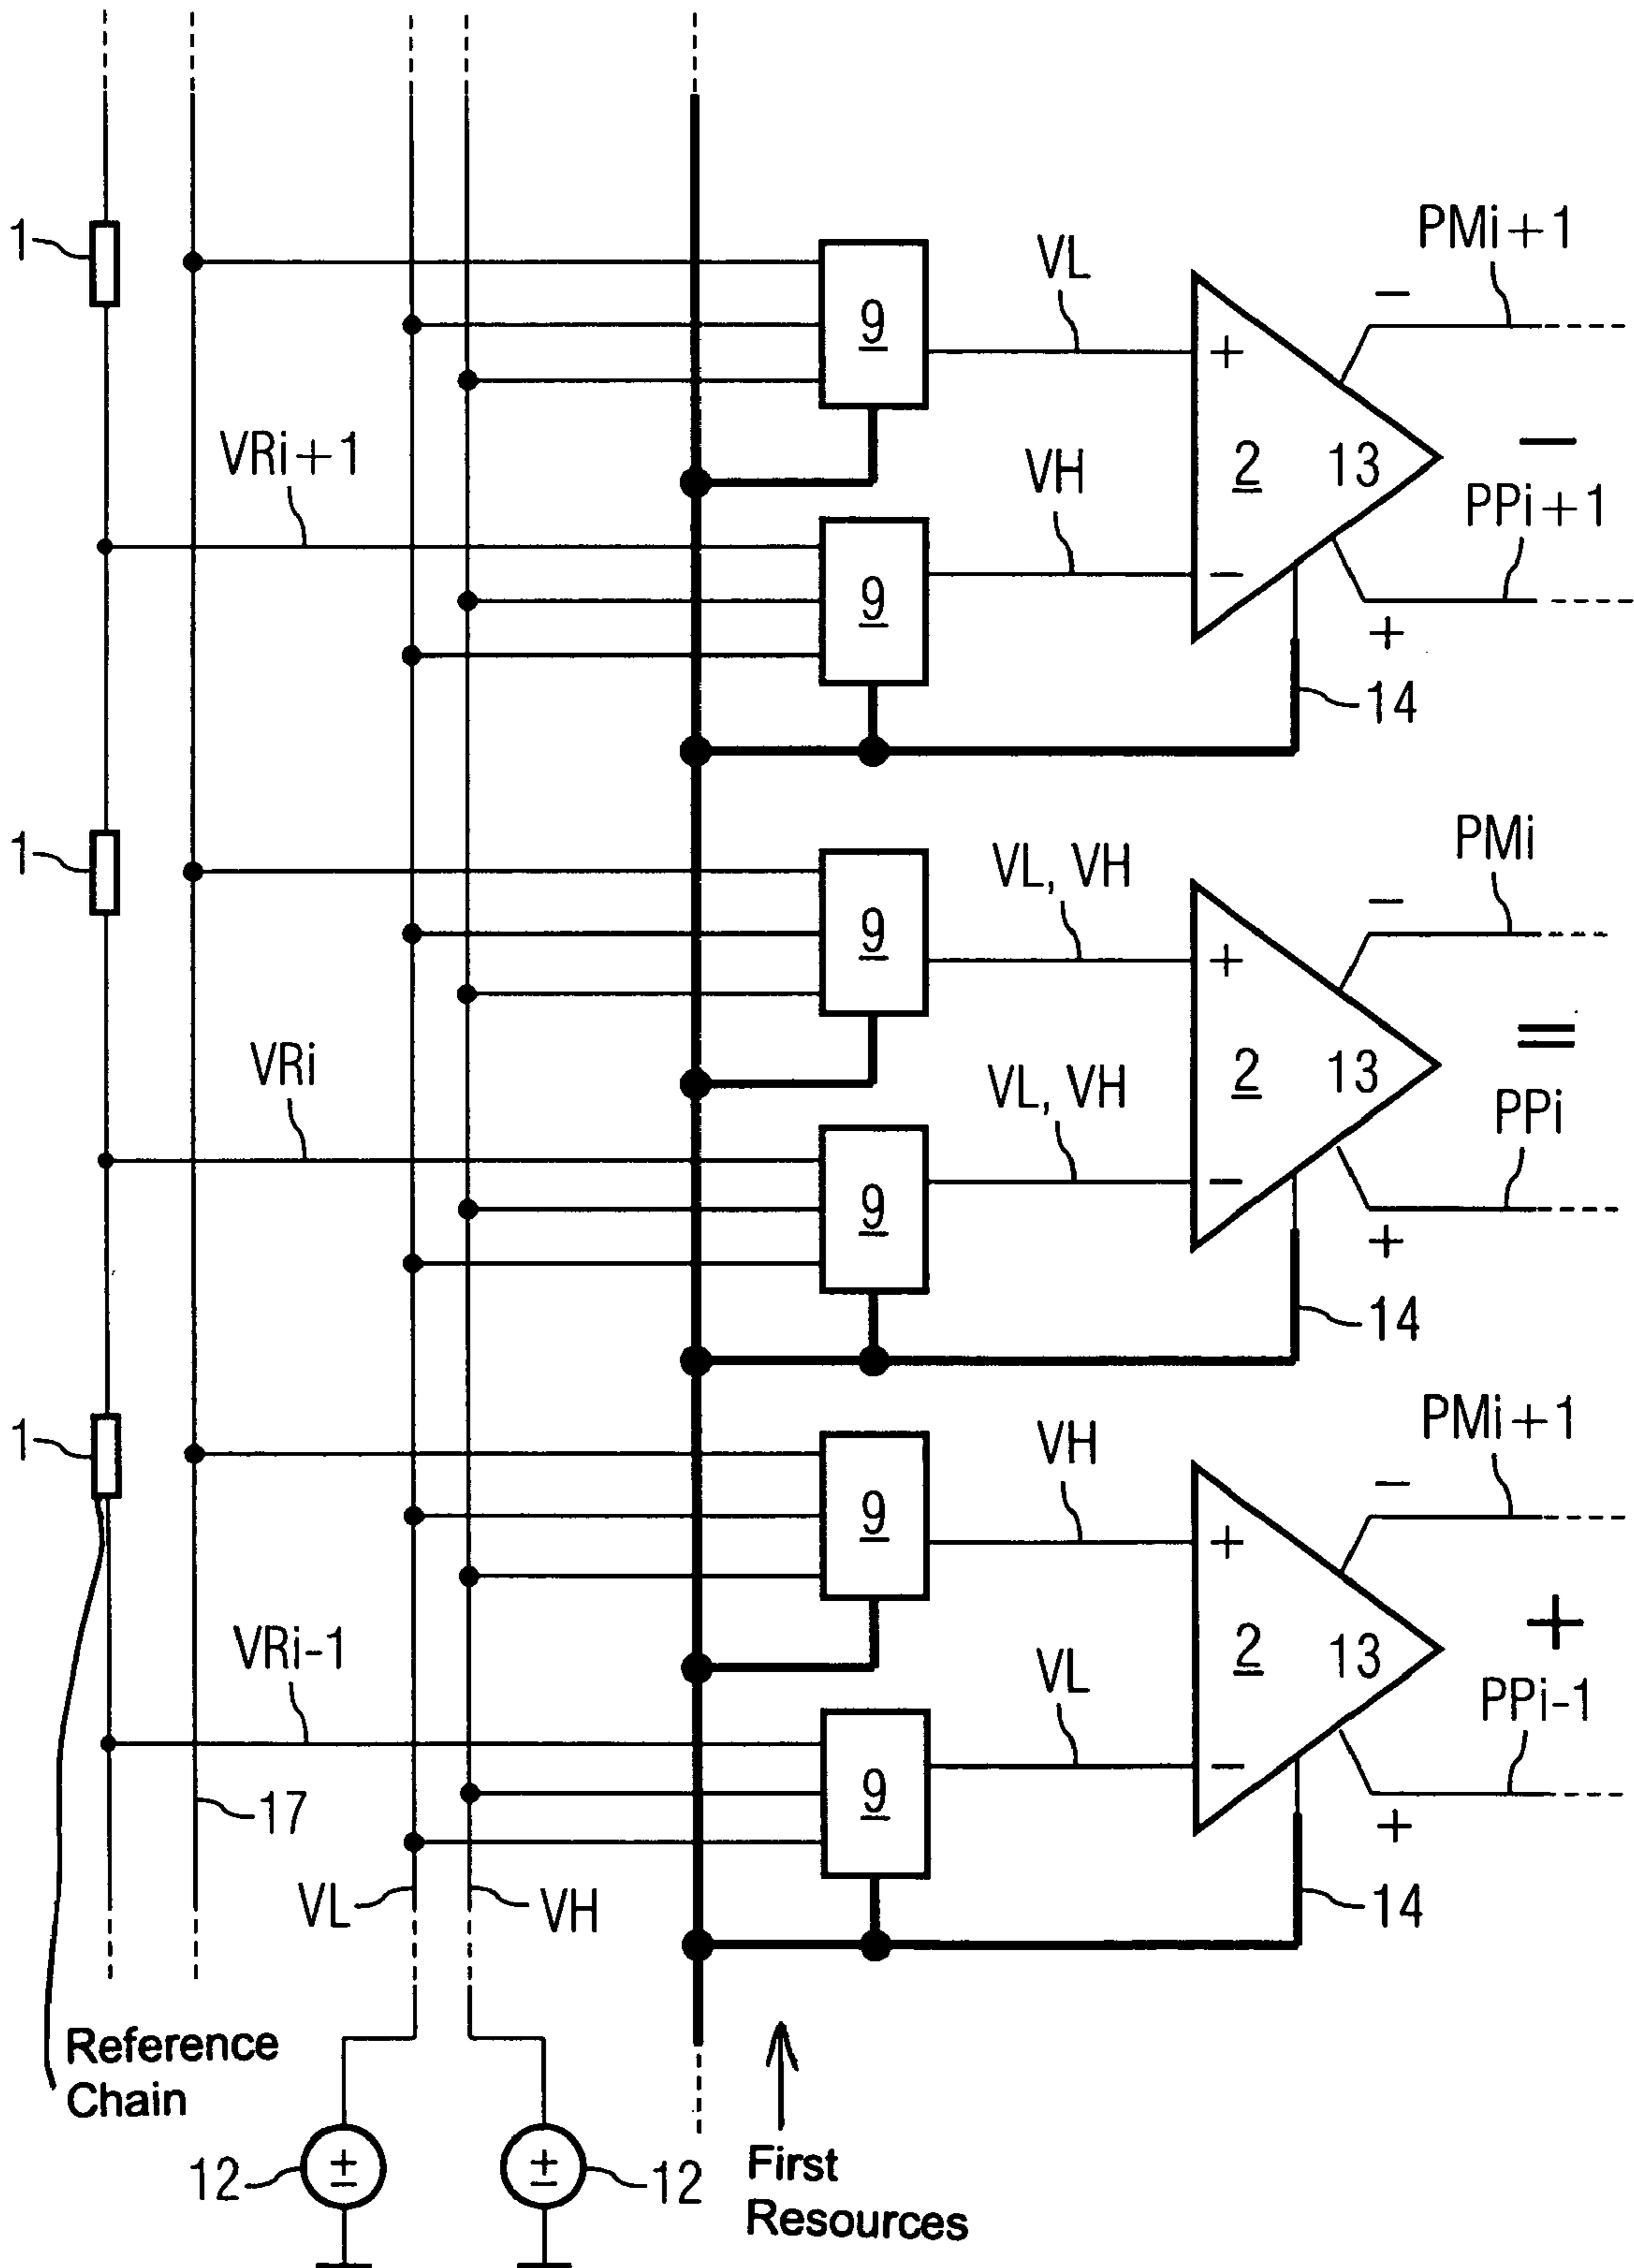 1
PMi+1
VL
9
+
−
VRi+1
VH
2
13
−
PPi+1
9
−
+
14
1
PMi
VL, VH
−
9
+
VRi
VL, VH
2
13
=
PPi
9
−
+
14
1
PMi+1
VH
−
9
+
VRi-1
VL
2
13
+
PPi-1
9
−
17
+
VL
VH
14
Reference
Chain
12
±
±
12
First
Resources